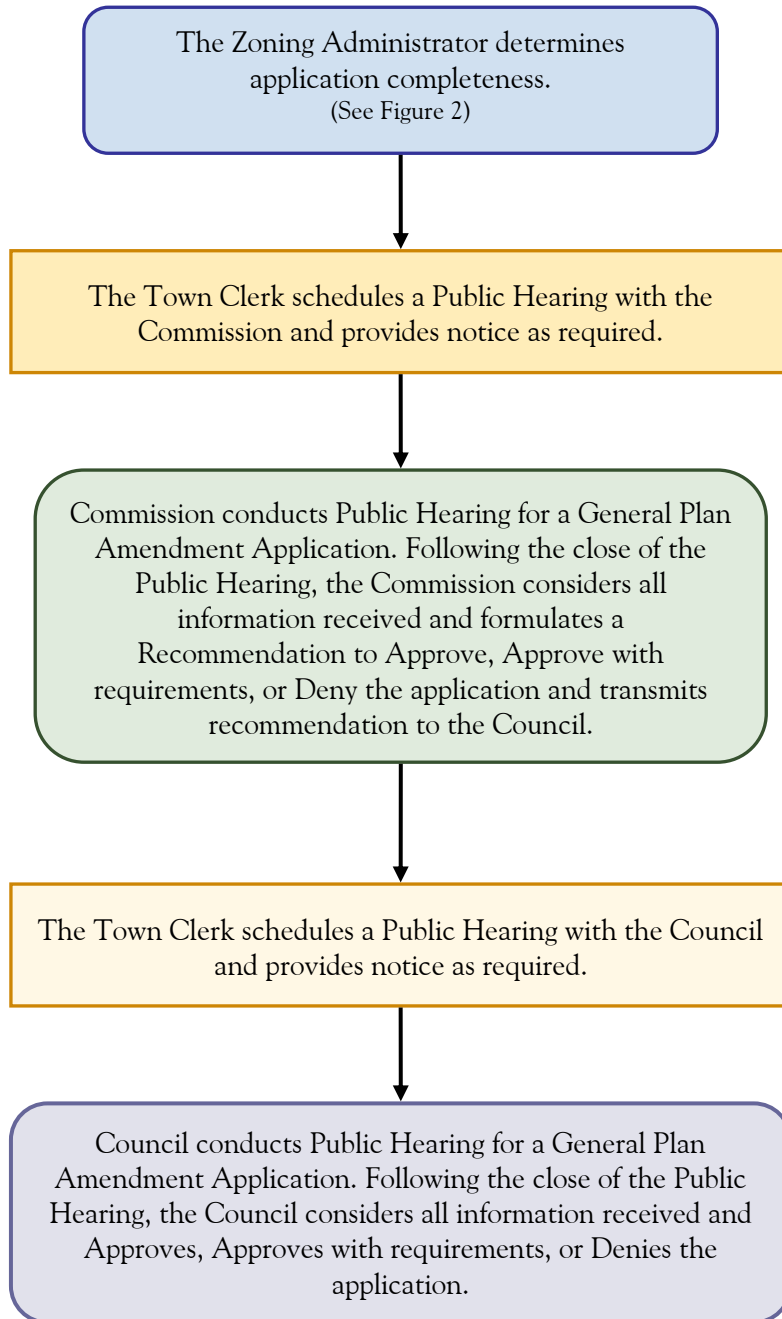 The Zoning Administrator determines
application completeness.
(See Figure 2)
The Town Clerk schedules a Public Hearing with the
Commission and provides notice as required.
Commission conducts Public Hearing for a General Plan
Amendment Application. Following the close of the
Public Hearing, the Commission considers all
information received and formulates a
Recommendation to Approve, Approve with
requirements, or Deny the application and transmits
recommendation to the Council.
The Town Clerk schedules a Public Hearing with the Council
and provides notice as required.
Council conducts Public Hearing for a General Plan
Amendment Application. Following the close of the Public
Hearing, the Council considers all information received and
Approves, Approves with requirements, or Denies the
application.